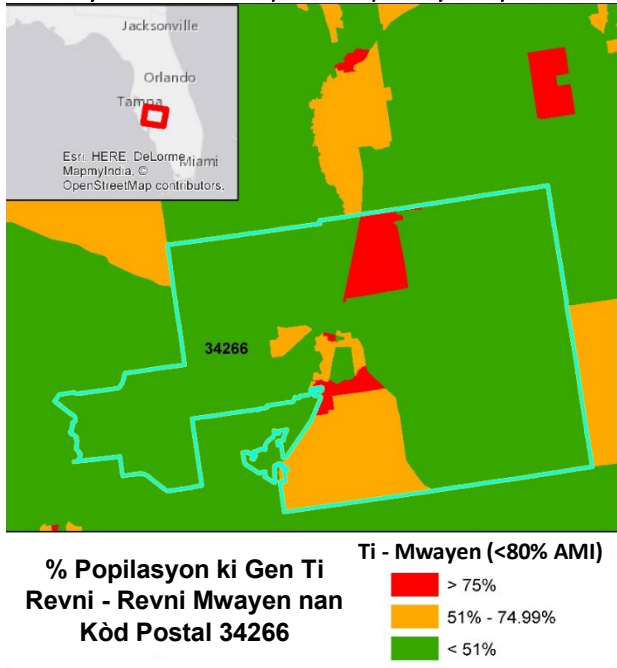 Jacksonville
Orlando
Tampa
Miami
Esri, HERE, DeLorme,
MapmyIndia, ©
OpenStreetMap contributors.
34266
% Popilasyon ki Gen Ti
Revni - Revni Mwayen nan
Kòd Postal 34266
Ti - Mwayen (<80% AMI)
> 75%
51% - 74.99%
< 51%